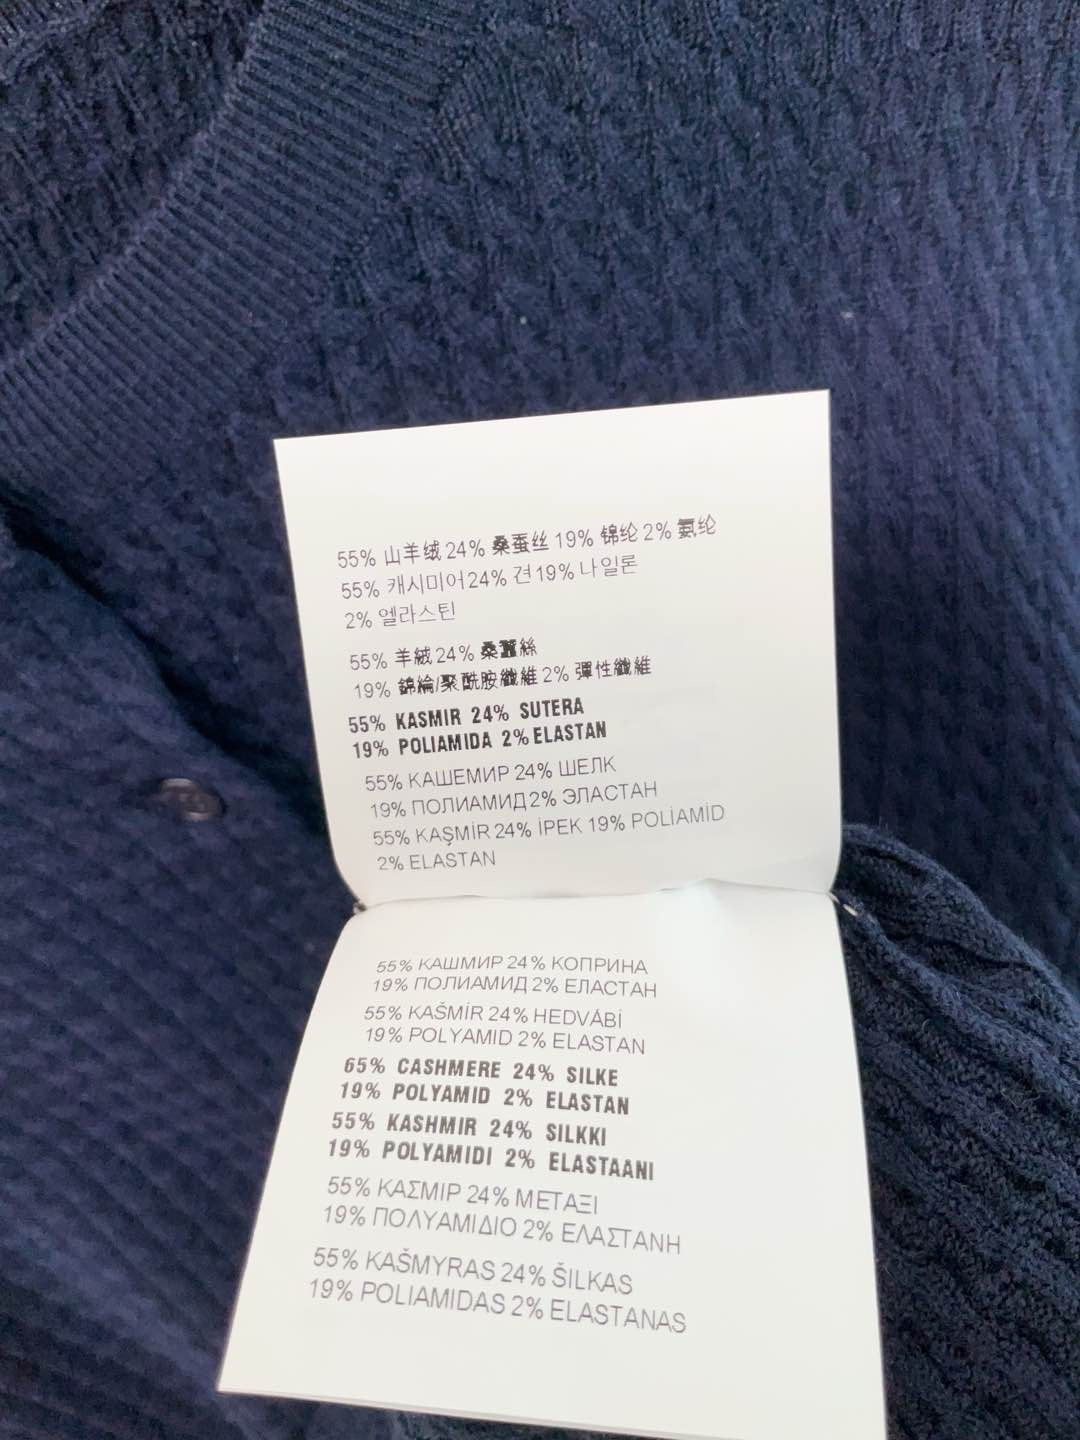 55% 山羊绒 24% 桑蚕丝 19% 锦纶 2% 氨纶
55% 캐시미어 24% 견 19% 나일론
2% 엘라스틴
55% 羊絨 24% 桑蠶絲
19% 錦綸/聚酰胺纖維 2% 彈性纖維
55% KASMIR 24% SUTERA
19% POLIAMIDA 2% ELASTAN
55% КАШЕМИР 24% ШЕЛК
19% ПОЛИАМИД 2% ЭЛАСТАН
55% KAŞMİR 24% İPEK 19% POLİAMİD
2% ELASTAN
55% КАШМИР 24% КОПРИНА
19% ПОЛИАМИД 2% ЕЛАСТАН
55% KAŠMÍR 24% HEDVÁBÍ
19% POLYAMID 2% ELASTAN
65% CASHMERE 24% SILKE
19% POLYAMID 2% ELASTAN
55% KASHMIR 24% SILKKI
19% POLYAMIDI 2% ELASTAANI
55% ΚΑΣΜΙΡ 24% ΜΕΤΑΞΙ
19% ΠΟΛΥΑΜΙΔΙΟ 2% ΕΛΑΣΤΑΝΗ
55% KAŠMYRAS 24% ŠILKAS
19% POLIAMIDAS 2% ELASTANAS